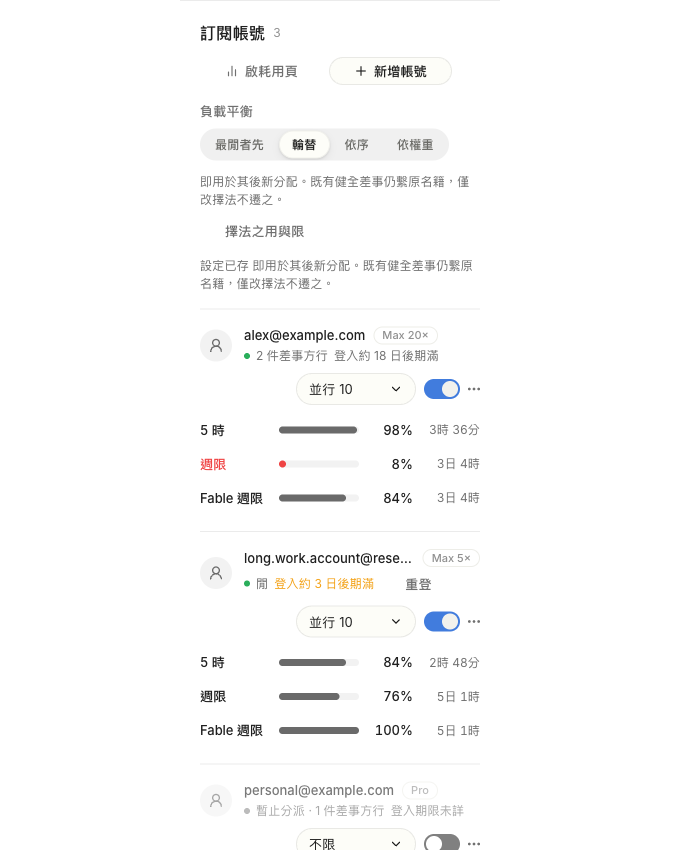 訂閱帳號 3
啟耗用頁
新增帳號
負載平衡
最閒者先 輪替 依序 依權重
即用於其後新分配。既有健全差事仍繫原名籍，僅
改擇法不遷之。
擇法之用與限
設定已存 即用於其後新分配。既有健全差事仍繫原
名籍，僅改擇法不遷之。
alex@example.com Max 20×
2 件差事方行 登入約 18 日後期滿
並行 10
5 時 98% 3時 36分
週限 8% 3日 4時
Fable 週限 84% 3日 4時
long.work.account@rese... Max 5×
閒 登入約 3 日後期滿 重登
並行 10
5 時 84% 2時 48分
週限 76% 5日 1時
Fable 週限 100% 5日 1時
personal@example.com Pro
暫止分派 · 1 件差事方行 登入期限未詳
不限